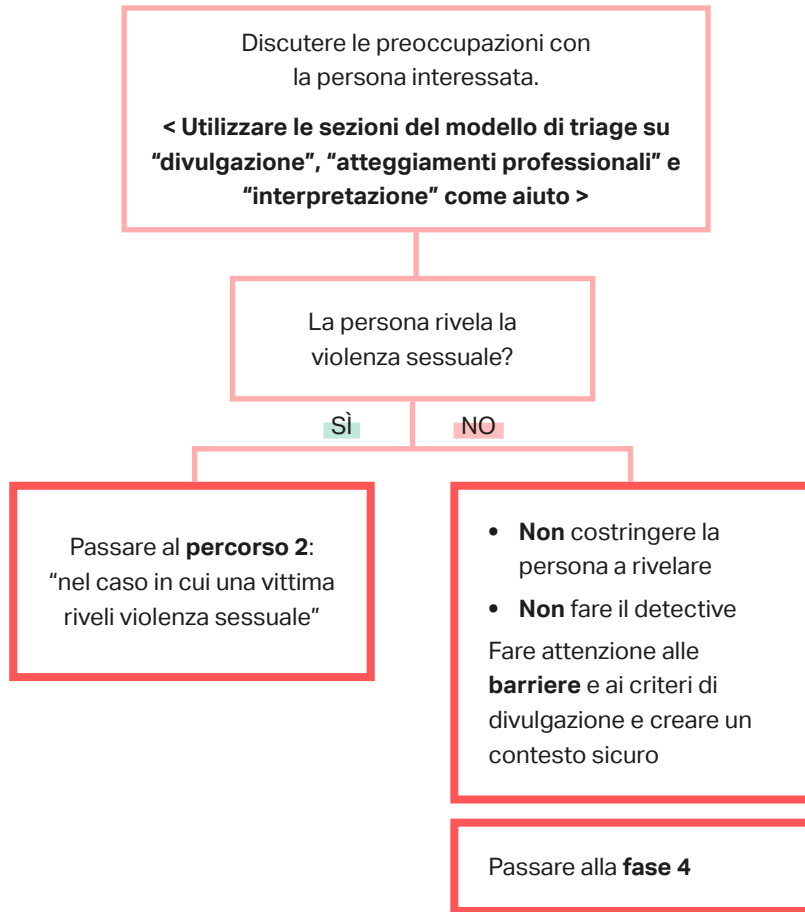 Discutere le preoccupazioni con
la persona interessata.
< Utilizzare le sezioni del modello di triage su
“divulgazione”, “atteggiamenti professionali” e
“interpretazione” come aiuto >
La persona rivela la
violenza sessuale?
SÌ
NO
Passare al percorso 2:
“nel caso in cui una vittima
riveli violenza sessuale”
• Non costringere la
persona a rivelare
• Non fare il detective
Fare attenzione alle
barriere e ai criteri di
divulgazione e creare un
contesto sicuro
Passare alla fase 4